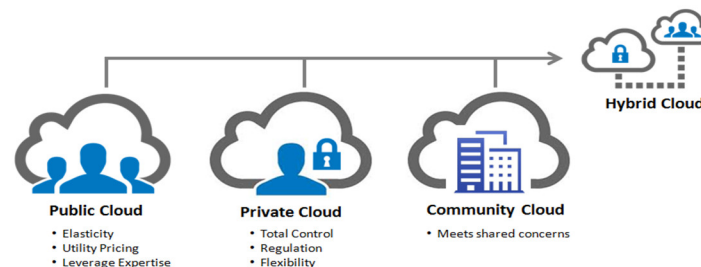 Hybrid Cloud
Public Cloud
• Elasticity
• Utility Pricing
• Leverage Expertise
Private Cloud
• Total Control
• Regulation
• Flexibility
Community Cloud
• Meets shared concerns